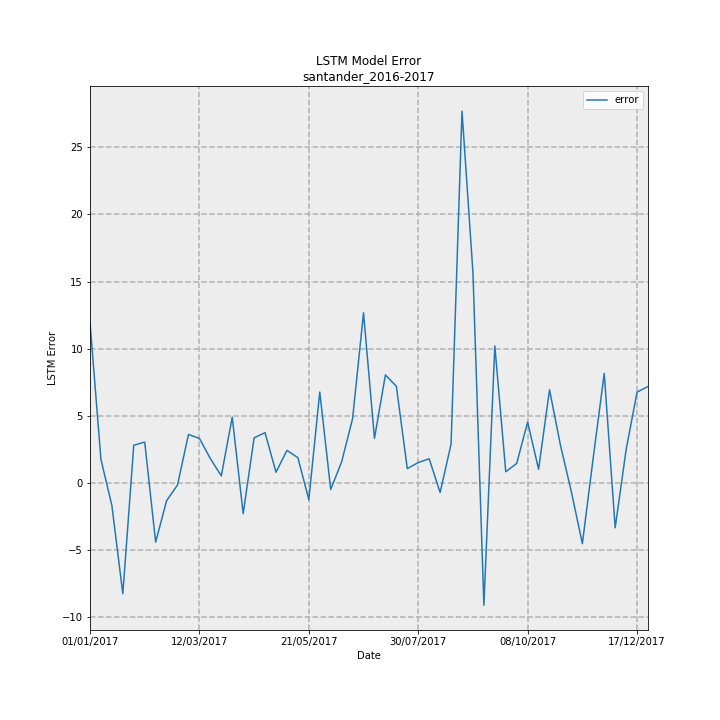 LSTM Model Error
santander_2016-2017
error
25
20
15
10
5
0
−5
−10
LSTM Error
01/01/2017
12/03/2017
21/05/2017
30/07/2017
08/10/2017
17/12/2017
Date